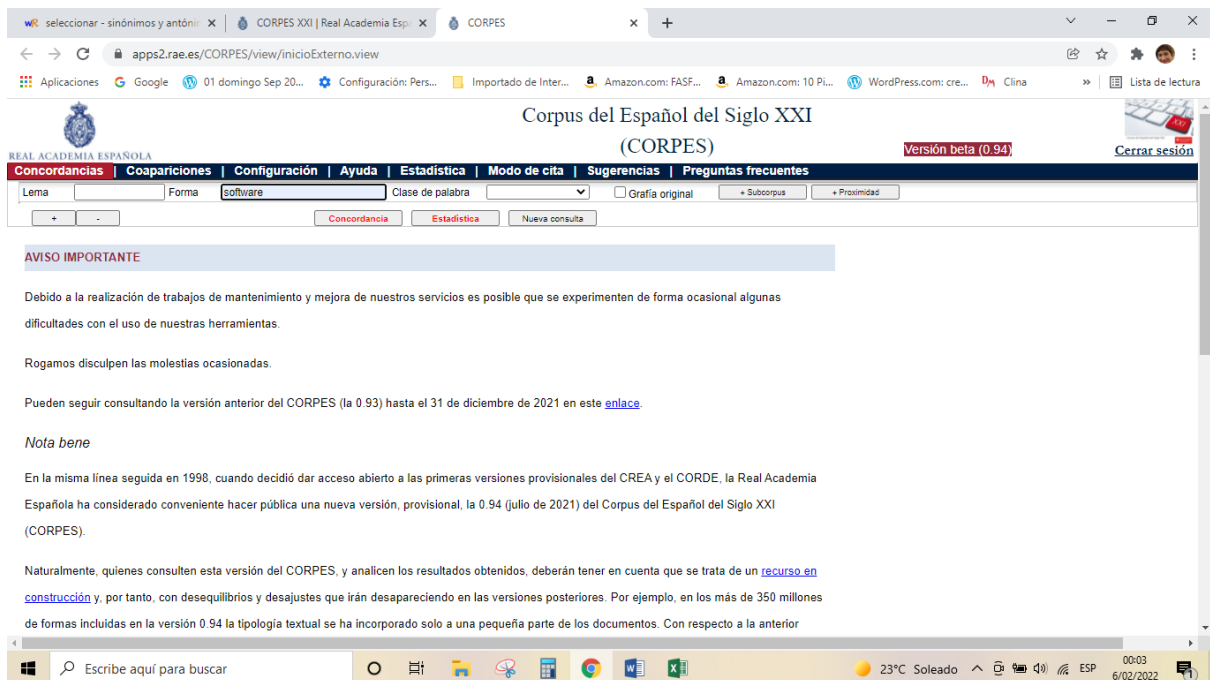 seleccionar - sinónimos y antónim
CORPES XXI | Real Academia Esp
CORPES
apps2.rae.es/CORPES/view/inicioExterno.view
Aplicaciones
Google
01 domingo Sep 20...
Configuración: Pers...
Importado de Inter...
Amazon.com: FASF...
Amazon.com: 10 Pi...
WordPress.com: cre...
Clina
Lista de lectura
REAL ACADEMIA ESPAÑOLA
Corpus del Español del Siglo XXI
(CORPES)
Versión beta (0.94)
Cerrar sesión
Concordancias | Coapariciones | Configuración | Ayuda | Estadística | Modo de cita | Sugerencias | Preguntas frecuentes
Lema Forma software Clase de palabra Grafía original + Subcorpus + Proximidad
+ - Concordancia Estadística Nueva consulta
AVISO IMPORTANTE
Debido a la realización de trabajos de mantenimiento y mejora de nuestros servicios es posible que se experimenten de forma ocasional algunas
dificultades con el uso de nuestras herramientas.
Rogamos disculpen las molestias ocasionadas.
Pueden seguir consultando la versión anterior del CORPES (la 0.93) hasta el 31 de diciembre de 2021 en este enlace.
Nota bene
En la misma línea seguida en 1998, cuando decidió dar acceso abierto a las primeras versiones provisionales del CREA y el CORDE, la Real Academia
Española ha considerado conveniente hacer pública una nueva versión, provisional, la 0.94 (julio de 2021) del Corpus del Español del Siglo XXI
(CORPES).
Naturalmente, quienes consulten esta versión del CORPES, y analicen los resultados obtenidos, deberán tener en cuenta que se trata de un recurso en
construcción y, por tanto, con desequilibrios y desajustes que irán desapareciendo en las versiones posteriores. Por ejemplo, en los más de 350 millones
de formas incluidas en la versión 0.94 la tipología textual se ha incorporado solo a una pequeña parte de los documentos. Con respecto a la anterior
Escribe aquí para buscar
23°C Soleado
ESP
00:03
6/02/2022